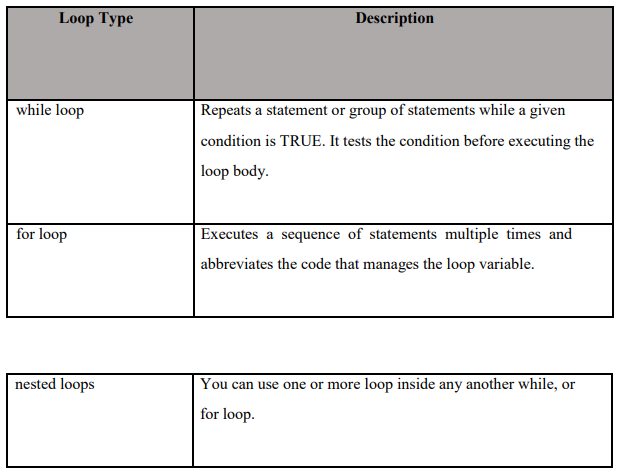 Loop Type Description
while loop Repeats a statement or group of statements while a given
condition is TRUE. It tests the condition before executing the
loop body.
for loop Executes a sequence of statements multiple times and
abbreviates the code that manages the loop variable.
nested loops You can use one or more loop inside any another while, or
for loop.